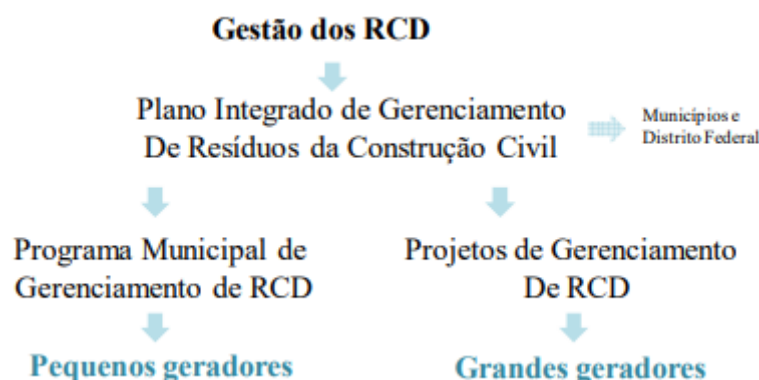 Gestão dos RCD
Plano Integrado de Gerenciamento
De Resíduos da Construção Civil
Municípios e
Distrito Federal
Programa Municipal de
Gerenciamento de RCD
Projetos de Gerenciamento
De RCD
Pequenos geradores
Grandes geradores